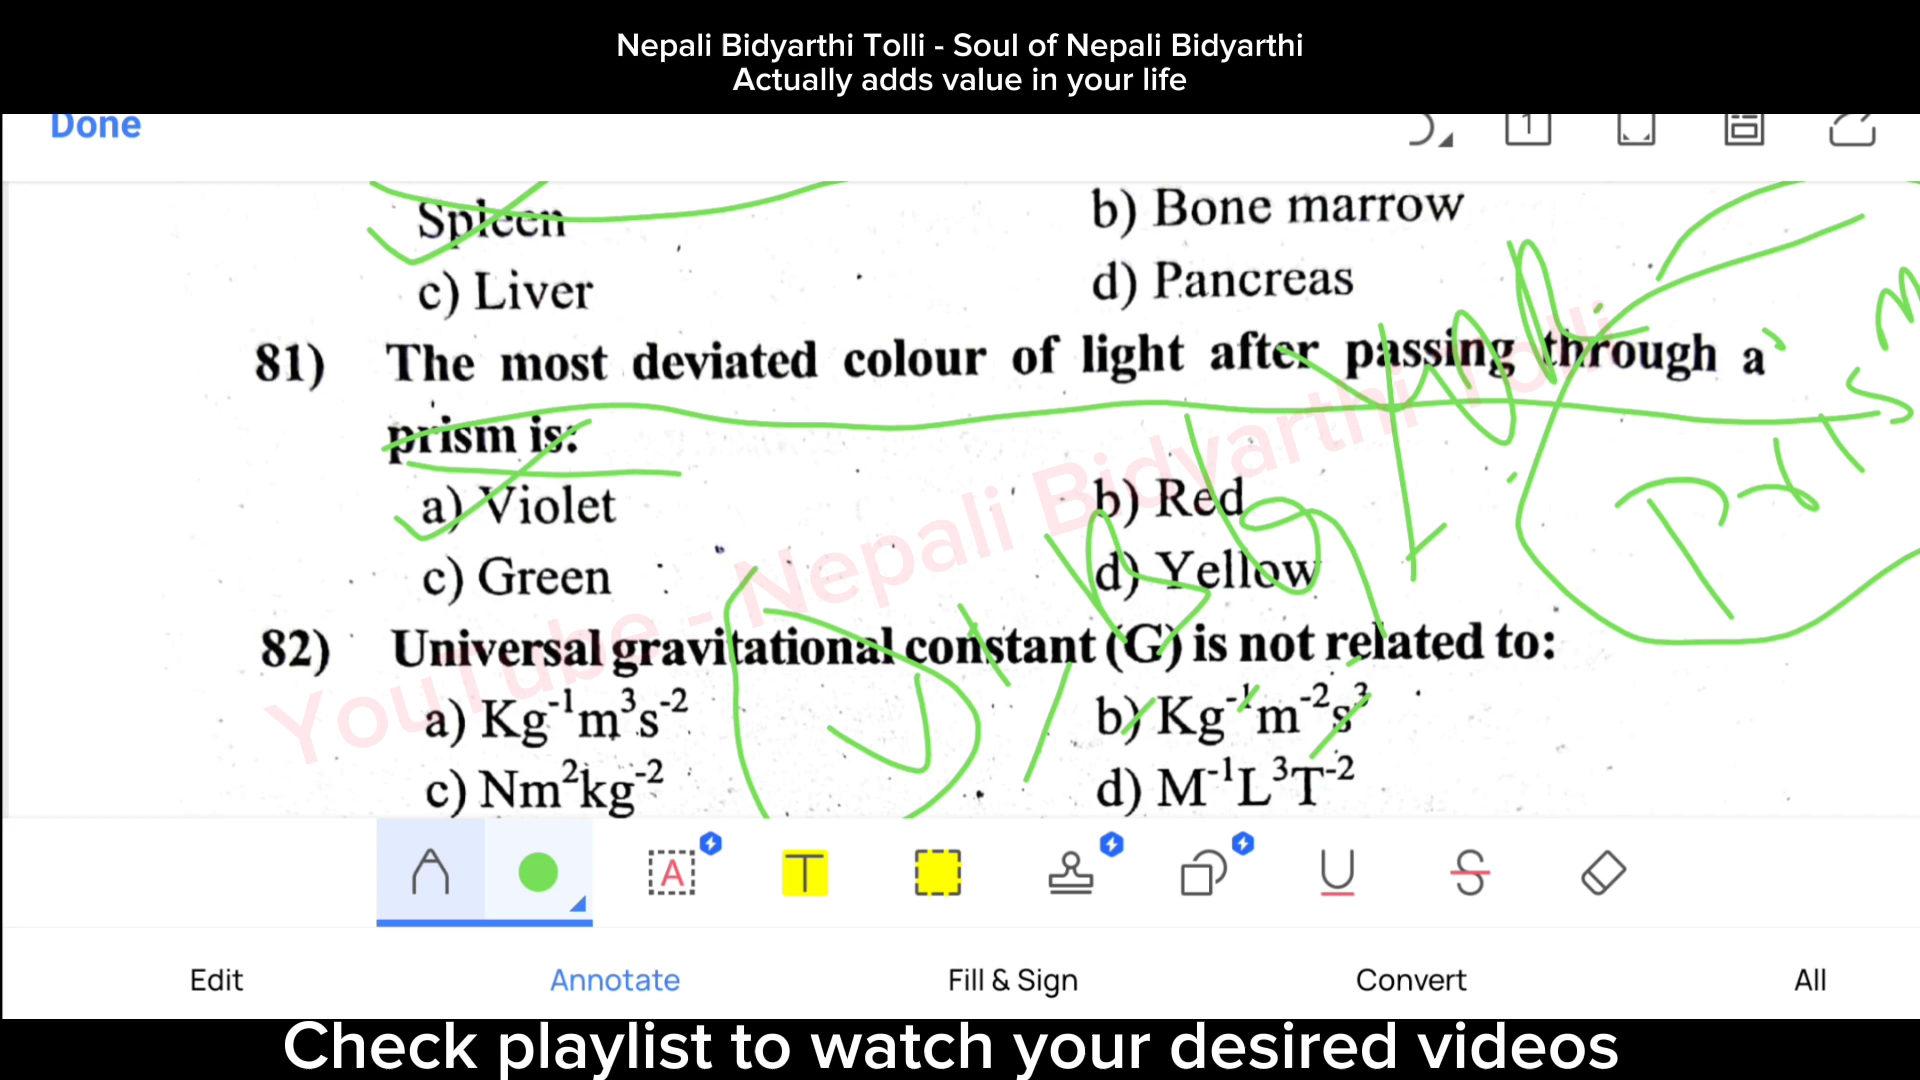 Nepali Bidyarthi Tolli - Soul of Nepali Bidyarthi
Actually adds value in your life
Done
1
Spleen
b) Bone marrow
c) Liver
d) Pancreas
81) The most deviated colour of light after passing through a
prism is:
a) Violet
b) Red
c) Green
d) Yellow
82) Universal gravitational constant (G) is not related to:
a) Kg⁻¹m³s⁻²
b) Kg⁻¹m⁻²s³
c) Nm²kg⁻²
d) M⁻¹L³T⁻²
YouTube - Nepali Bidyarthi Tolli
Prism
A
T
U
S
Edit
Annotate
Fill & Sign
Convert
All
Check playlist to watch your desired videos